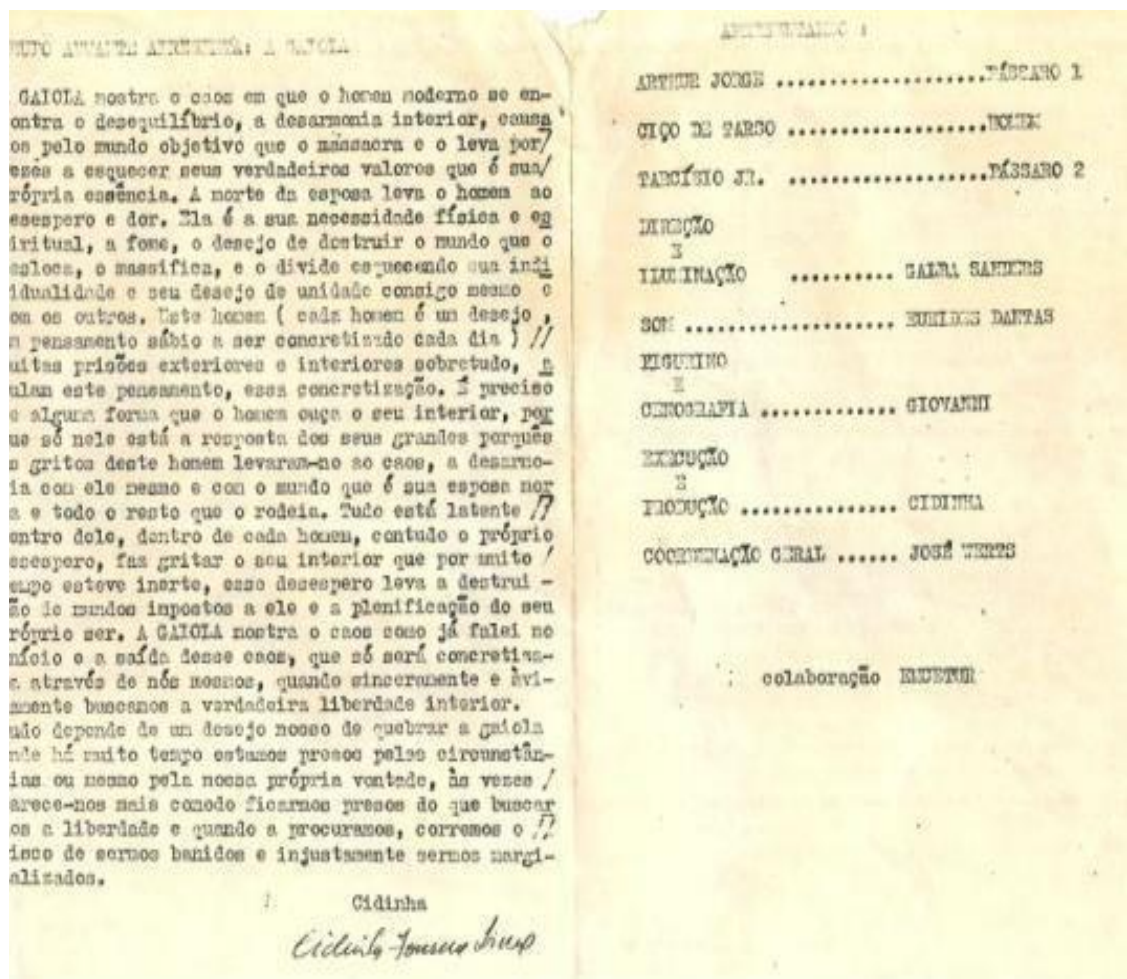 A GAIOLA
GAIOLA mostra o caos em que o homem moderno se en-
ontra o desequilíbrio, a desarmonia interior, causa
os pelo mundo objetivo que o massacra e o leva por/
ezes a esquecer seus verdadeiros valores que é sua/
rópria essência. A morte da esposa leva o homem ao
esespero e dor. Ela é a sua necessidade física e es
iritual, a fome, o desejo de destruir o mundo que o
esloca, o massifica, e o divide esquecendo sua indi
idualidade e seu desejo de unidade consigo mesmo e
om os outros. Este homem ( cada homem é um desejo ,
m pensamento sábio a ser concretizado cada dia ) //
uitas prisões exteriores e interiores sobretudo, a
ulam este pensamento, essa concretização. É preciso
e alguma forma que o homem ouça o seu interior, por
ue só nele está a resposta dos seus grandes porquês
s gritos deste homem levaram-no ao caos, a desarmo-
ia com ele mesmo e com o mundo que é sua esposa mor
a e todo o resto que o rodeia. Tudo está latente //
entro dele, dentro de cada homem, contudo o próprio
esespero, faz gritar o seu interior que por muito /
empo esteve inerte, esse desespero leva a destrui -
ão de mundos impostos a ele e a plenificação do seu
róprio ser. A GAIOLA mostra o caos como já falei no
nício e a saída desse caos, que só será concretiza-
a através de nós mesmos, quando sinceramente e àvi-
amente buscamos a verdadeira liberdade interior.
udo depende de um desejo nosso de quebrar a gaiola
nde há muito tempo estamos presos pelas circunstân-
ias ou mesmo pela nossa própria vontade, às vezes /
arece-nos mais comodo ficarmos presos do que buscar
os a liberdade e quando a procuramos, corremos o //
isco de sermos banidos e injustamente sermos margi-
alizados.
Cidinha
Cidinha
ARTHUR JORGE .....................PÁSSARO 1
CIÇO DE TARSO ....................HOMEM
TARCÍSIO JR. ....................PÁSSARO 2
DIREÇÃO
E
ILUMINAÇÃO .......... SANDERS
SOM ..................... EURIDES DANTAS
FIGURINO
E
CENOGRAFIA ............. GIOVANNI
EXECUÇÃO
E
PRODUÇÃO ............... CIDINHA
COORDENAÇÃO GERAL ...... JOSÉ
colaboração